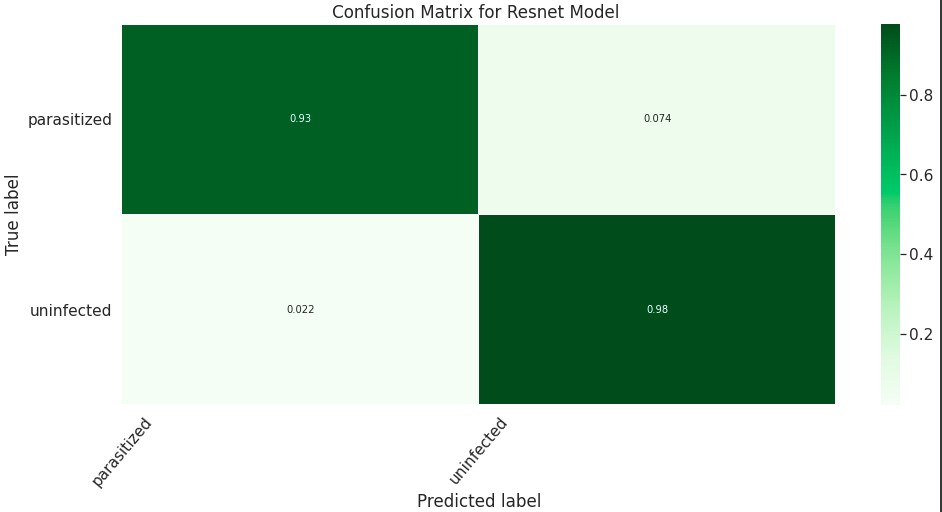 Confusion Matrix for Resnet Model
True label
parasitized
0.93
0.074
uninfected
0.022
0.98
parasitized
uninfected
Predicted label
0.8
0.6
0.4
0.2